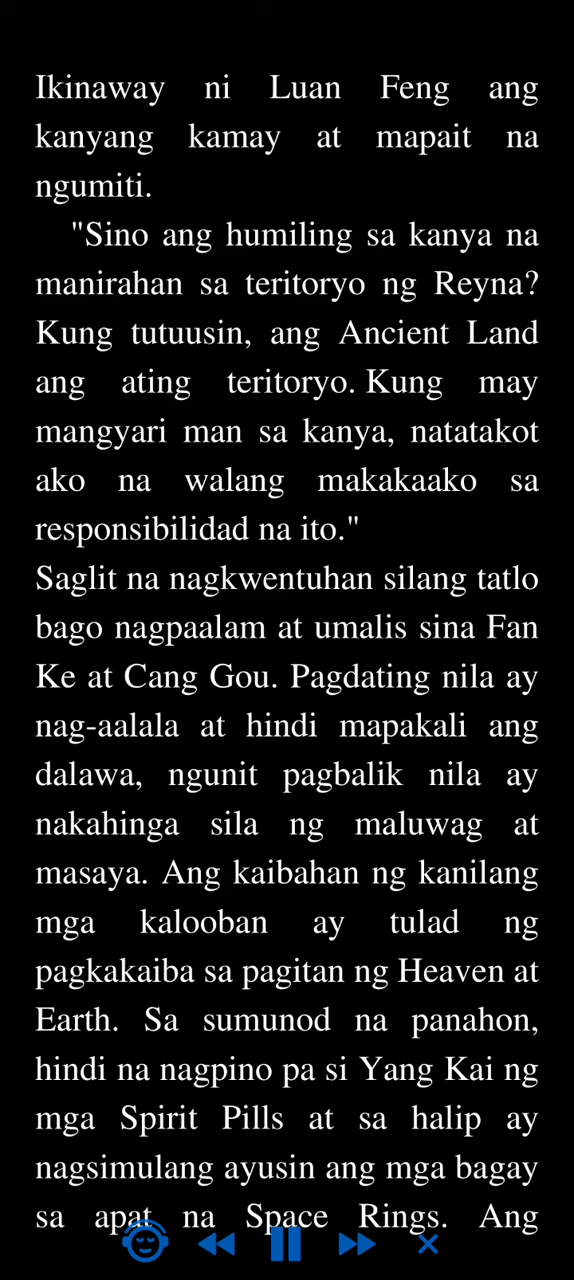 Ikinaway ni Luan Feng ang
kanyang kamay at mapait na
ngumiti.
"Sino ang humiling sa kanya na
manirahan sa teritoryo ng Reyna?
Kung tutuusin, ang Ancient Land
ang ating teritoryo. Kung may
mangyari man sa kanya, natatakot
ako na walang makakaako sa
responsibilidad na ito."
Saglit na nagkwentuhan silang tatlo
bago nagpaalam at umalis sina Fan
Ke at Cang Gou. Pagdating nila ay
nag-aalala at hindi mapakali ang
dalawa, ngunit pagbalik nila ay
nakahinga sila ng maluwag at
masaya. Ang kaibahan ng kanilang
mga kalooban ay tulad ng
pagkakaiba sa pagitan ng Heaven at
Earth. Sa sumunod na panahon,
hindi na nagpino pa si Yang Kai ng
mga Spirit Pills at sa halip ay
nagsimulang ayusin ang mga bagay
sa apat na Space Rings. Ang